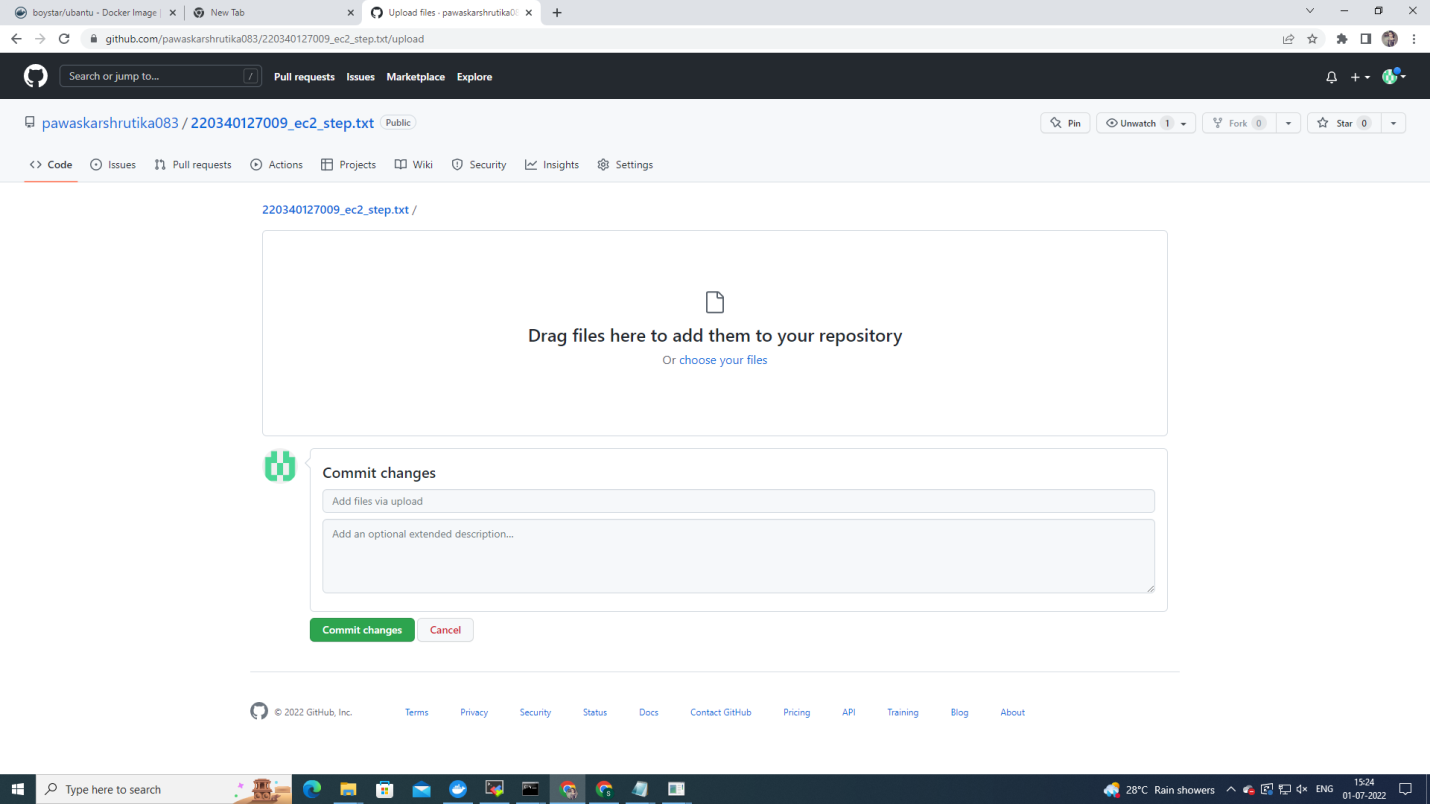 boystar/ubantu - Docker Image
New Tab
Upload files · pawaskarshrutika08
github.com/pawaskarshrutika083/220340127009_ec2_step.txt/upload
Search or jump to...
/
Pull requests
Issues
Marketplace
Explore
pawaskarshrutika083 / 220340127009_ec2_step.txt
Public
Pin
Unwatch 1
Fork 0
Star 0
Code
Issues
Pull requests
Actions
Projects
Wiki
Security
Insights
Settings
220340127009_ec2_step.txt /
Drag files here to add them to your repository
Or choose your files
Commit changes
Add files via upload
Add an optional extended description...
Commit changes
Cancel
© 2022 GitHub, Inc.
Terms
Privacy
Security
Status
Docs
Contact GitHub
Pricing
API
Training
Blog
About
Type here to search
28°C Rain showers
ENG
15:24
01-07-2022